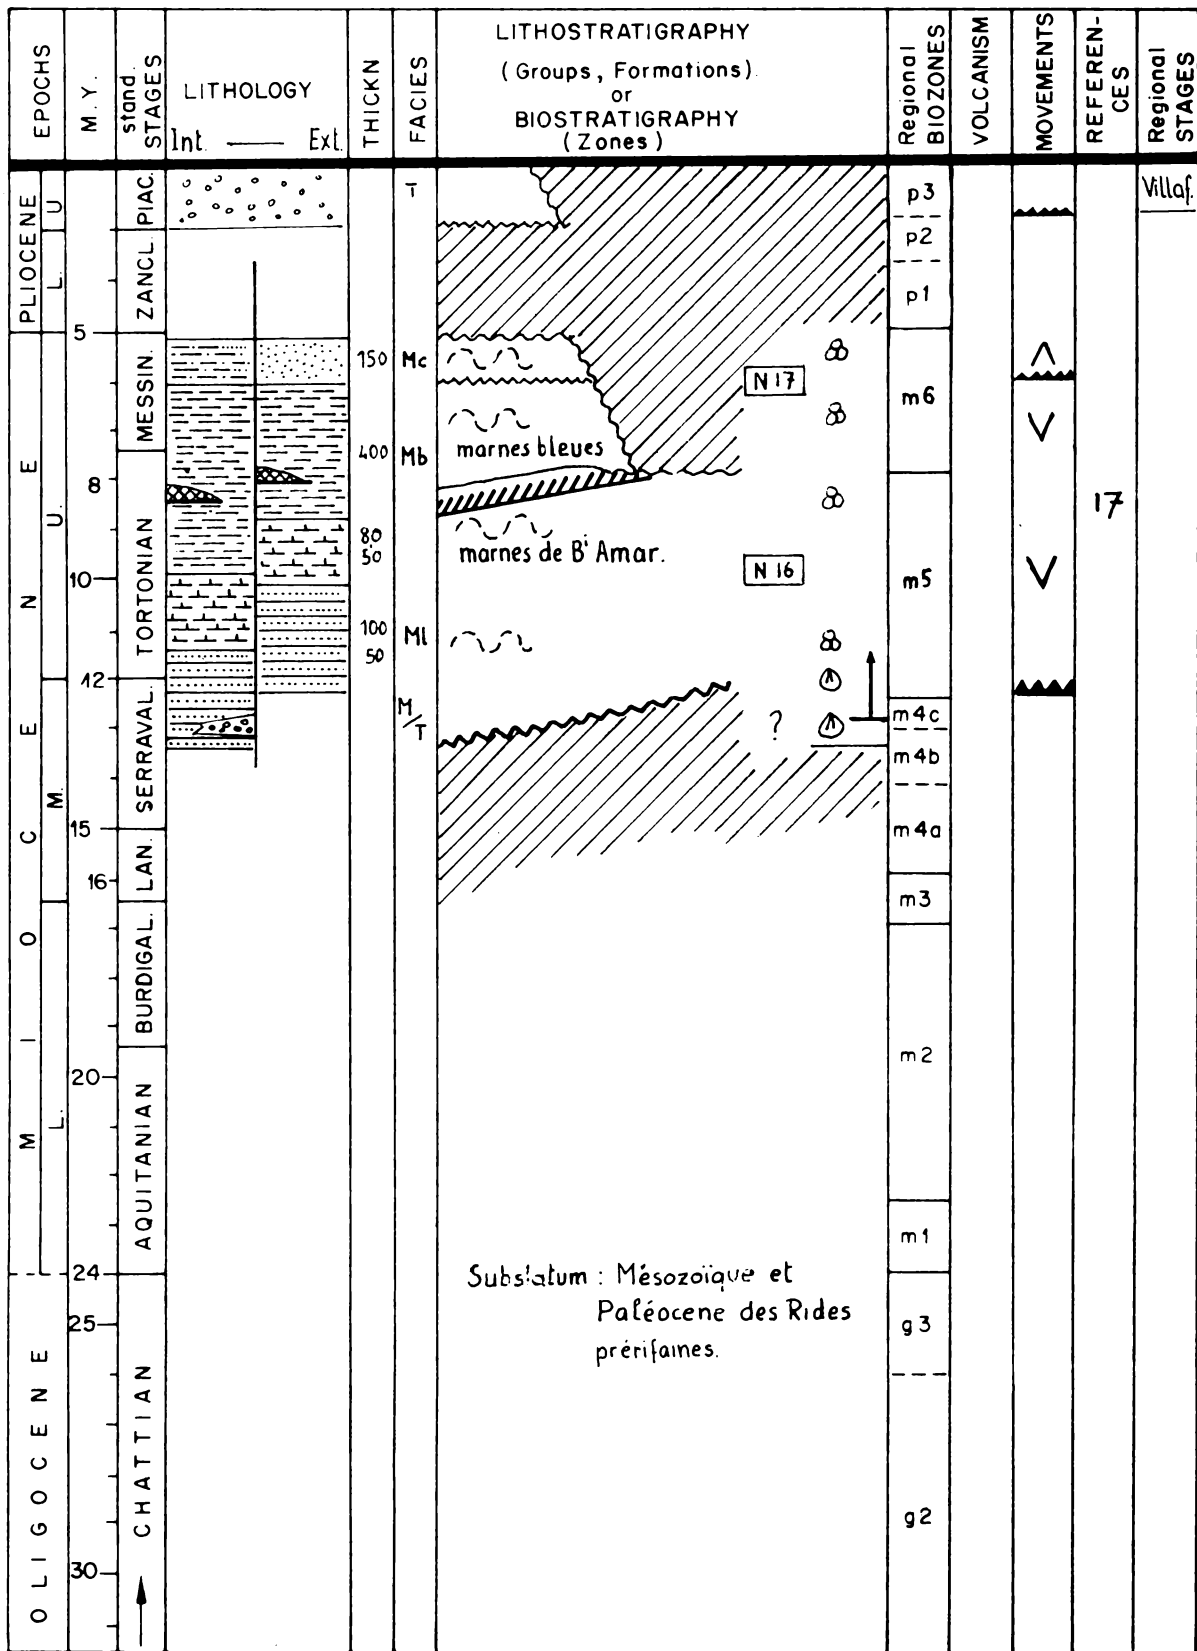 EPOCHS
M.Y.
stand.
STAGES
LITHOLOGY
Int. Ext.
THICKN
FACIES
LITHOSTRATIGRAPHY
(Groups, Formations)
or
BIOSTRATIGRAPHY
(Zones)
Regional
BIOZONES
VOLCANISM
MOVEMENTS
REFEREN-
CES
Regional
STAGES
PLIOCENE
U
L.
MIOCENE
U.
M.
L.
OLIGOCENE
5
8
10
12
15
16
20
24
25
30
PIAC.
ZANCL.
MESSIN.
TORTONIAN
SERRAVAL.
LAN.
BURDIGAL.
AQUITANIAN
CHATTIAN
150
400
80
50
100
50
T
Mc
Mb
Ml
M/T
marnes bleues
marnes de Bⁱ Amar.
N 17
N 16
?
Substatum : Mésozoïque et
Paléocene des Rides
prérifaines.
p3
p2
p1
m6
m5
m4c
m4b
m4a
m3
m2
m1
g3
g2
17
Villaf.